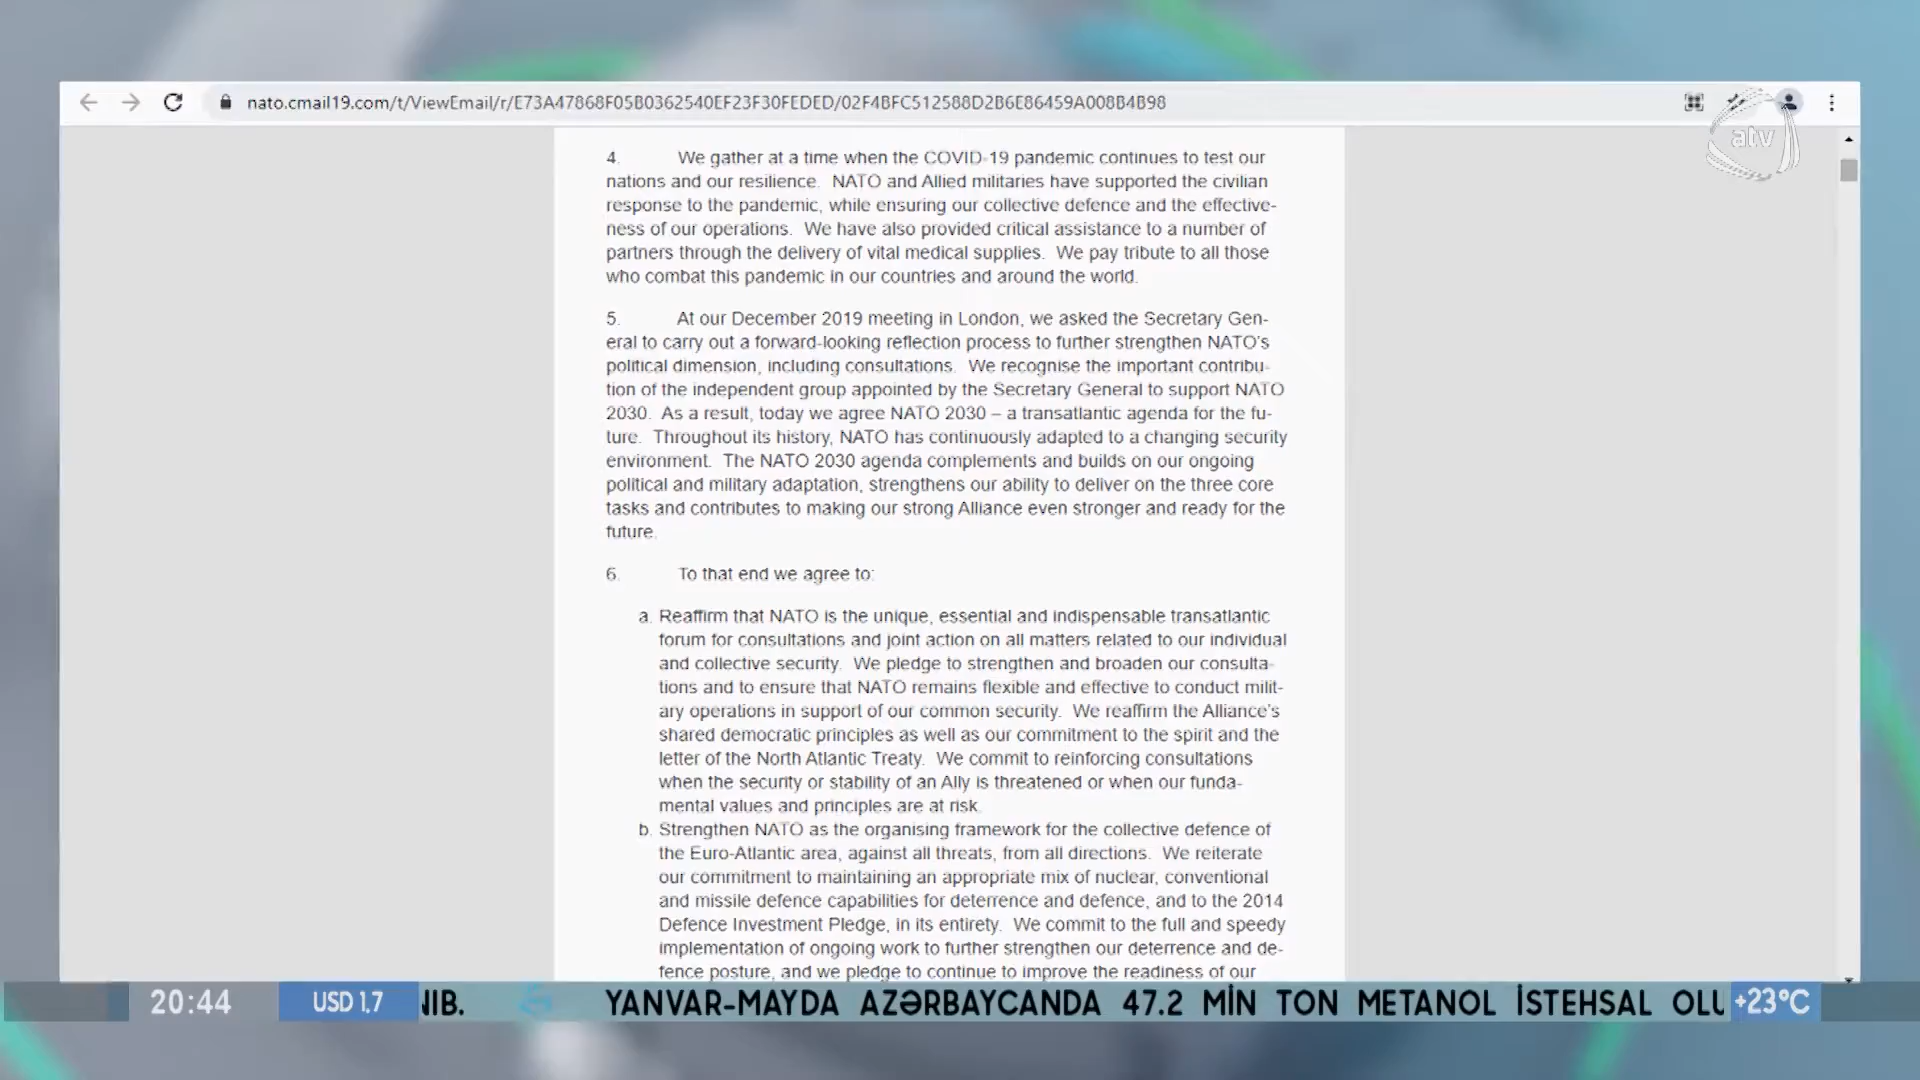 nato.cmail19.com/t/ViewEmail/r/E73A47868F05B0362540EF23F30FEDED/02F4BFC512588D2B6E86459A008B4B98
atv
4. We gather at a time when the COVID-19 pandemic continues to test our
nations and our resilience. NATO and Allied militaries have supported the civilian
response to the pandemic, while ensuring our collective defence and the effective-
ness of our operations. We have also provided critical assistance to a number of
partners through the delivery of vital medical supplies. We pay tribute to all those
who combat this pandemic in our countries and around the world.
5. At our December 2019 meeting in London, we asked the Secretary Gen-
eral to carry out a forward-looking reflection process to further strengthen NATO's
political dimension, including consultations. We recognise the important contribu-
tion of the independent group appointed by the Secretary General to support NATO
2030. As a result, today we agree NATO 2030 – a transatlantic agenda for the fu-
ture. Throughout its history, NATO has continuously adapted to a changing security
environment. The NATO 2030 agenda complements and builds on our ongoing
political and military adaptation, strengthens our ability to deliver on the three core
tasks and contributes to making our strong Alliance even stronger and ready for the
future.
6. To that end we agree to:
a. Reaffirm that NATO is the unique, essential and indispensable transatlantic
forum for consultations and joint action on all matters related to our individual
and collective security. We pledge to strengthen and broaden our consulta-
tions and to ensure that NATO remains flexible and effective to conduct milit-
ary operations in support of our common security. We reaffirm the Alliance's
shared democratic principles as well as our commitment to the spirit and the
letter of the North Atlantic Treaty. We commit to reinforcing consultations
when the security or stability of an Ally is threatened or when our funda-
mental values and principles are at risk.
b. Strengthen NATO as the organising framework for the collective defence of
the Euro-Atlantic area, against all threats, from all directions. We reiterate
our commitment to maintaining an appropriate mix of nuclear, conventional
and missile defence capabilities for deterrence and defence, and to the 2014
Defence Investment Pledge, in its entirety. We commit to the full and speedy
implementation of ongoing work to further strengthen our deterrence and de-
fence posture, and we pledge to continue to improve the readiness of our
20:44 USD 1,7 NIB. YANVAR-MAYDA AZƏRBAYCANDA 47.2 MİN TON METANOL İSTEHSAL OLU +23°C